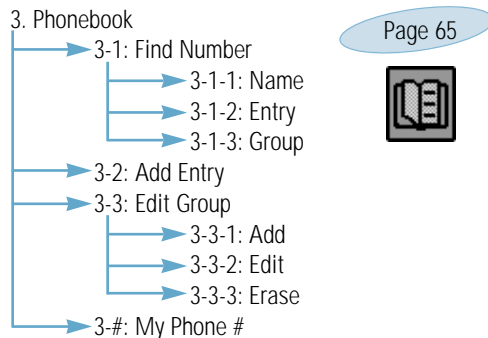 3. Phonebook
Page 65
3-1: Find Number
3-1-1: Name
3-1-2: Entry
3-1-3: Group
3-2: Add Entry
3-3: Edit Group
3-3-1: Add
3-3-2: Edit
3-3-3: Erase
3-#: My Phone #